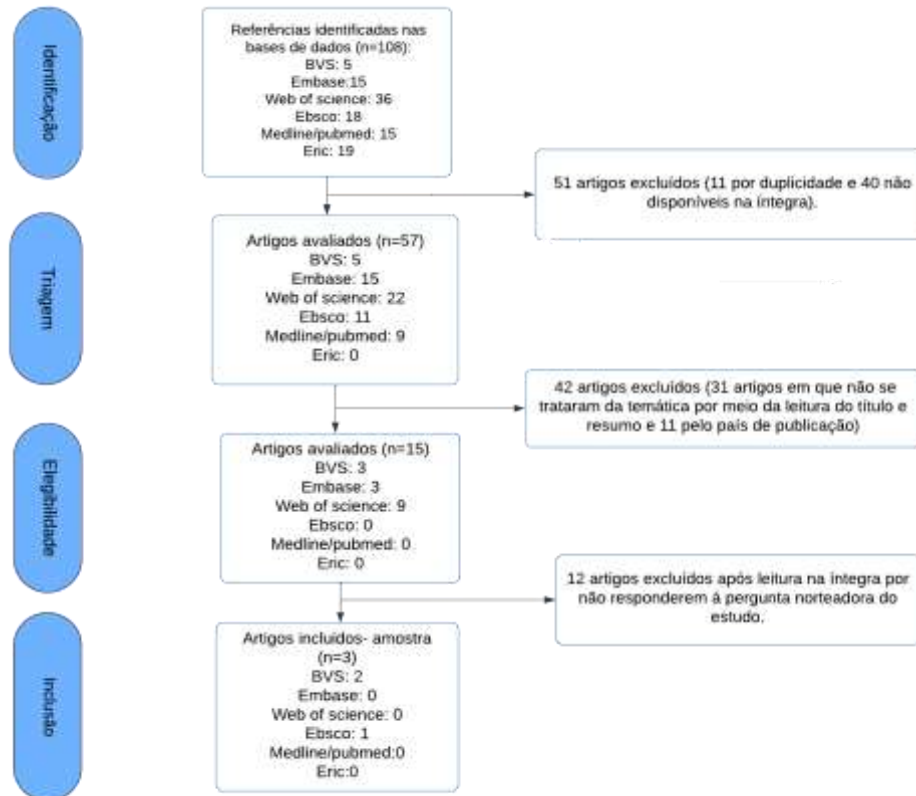 Identificação
Referências identificadas nas
bases de dados (n=108):
BVS: 5
Embase:15
Web of science: 36
Ebsco: 18
Medline/pubmed: 15
Eric: 19
51 artigos excluídos (11 por duplicidade e 40 não
disponíveis na íntegra).
Triagem
Artigos avaliados (n=57)
BVS: 5
Embase: 15
Web of science: 22
Ebsco: 11
Medline/pubmed: 9
Eric: 0
42 artigos excluídos (31 artigos em que não se
trataram da temática por meio da leitura do título e
resumo e 11 pelo país de publicação)
Elegibilidade
Artigos avaliados (n=15)
BVS: 3
Embase: 3
Web of science: 9
Ebsco: 0
Medline/pubmed: 0
Eric: 0
12 artigos excluídos após leitura na íntegra por
não responderem á pergunta norteadora do
estudo.
Inclusão
Artigos incluidos- amostra
(n=3)
BVS: 2
Embase: 0
Web of science: 0
Ebsco: 1
Medline/pubmed:0
Eric:0